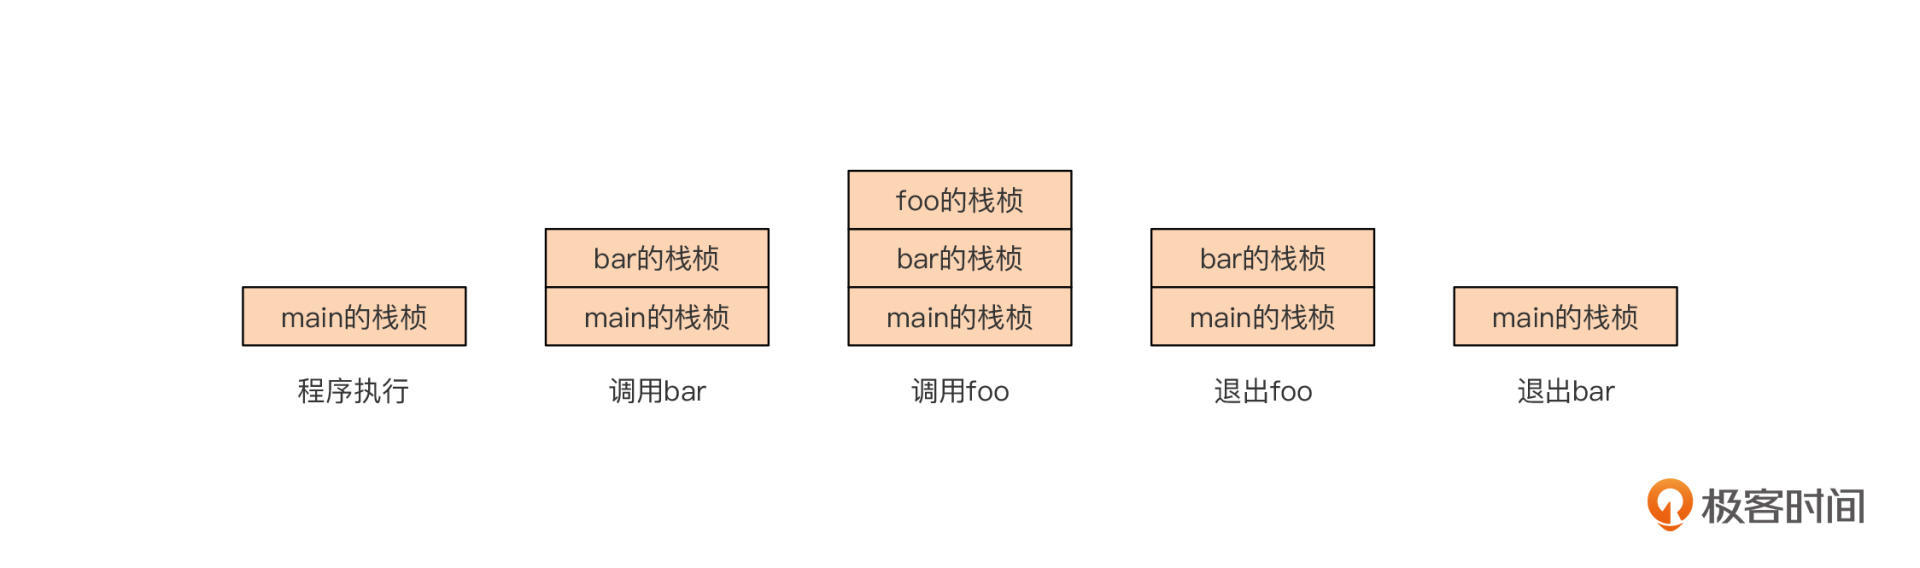 foo的栈桢
bar的栈桢
bar的栈桢
bar的栈桢
main的栈桢
main的栈桢
main的栈桢
main的栈桢
main的栈桢
程序执行
调用bar
调用foo
退出foo
退出bar
极客时间